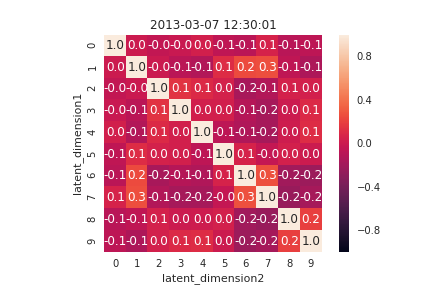 2013-03-07 12:30:01
latent_dimension1
0 1.0 0.0 -0.0 -0.0 0.0 -0.1 -0.1 0.1 -0.1 -0.1
1 0.0 1.0 -0.0 -0.1 -0.1 0.1 0.2 0.3 -0.1 -0.1
2 -0.0 -0.0 1.0 0.1 0.1 0.0 -0.2 -0.1 0.1 0.0
3 -0.0 -0.1 0.1 1.0 0.0 0.0 -0.1 -0.2 0.0 0.1
4 0.0 -0.1 0.1 0.0 1.0 -0.1 -0.1 -0.2 0.0 0.1
5 -0.1 0.1 0.0 0.0 -0.1 1.0 0.1 -0.0 0.0 0.0
6 -0.1 0.2 -0.2 -0.1 -0.1 0.1 1.0 0.3 -0.2 -0.2
7 0.1 0.3 -0.1 -0.2 -0.2 -0.0 0.3 1.0 -0.2 -0.2
8 -0.1 -0.1 0.1 0.0 0.0 0.0 -0.2 -0.2 1.0 0.2
9 -0.1 -0.1 0.0 0.1 0.1 0.0 -0.2 -0.2 0.2 1.0
0 1 2 3 4 5 6 7 8 9
latent_dimension2
0.8
0.4
0.0
−0.4
−0.8